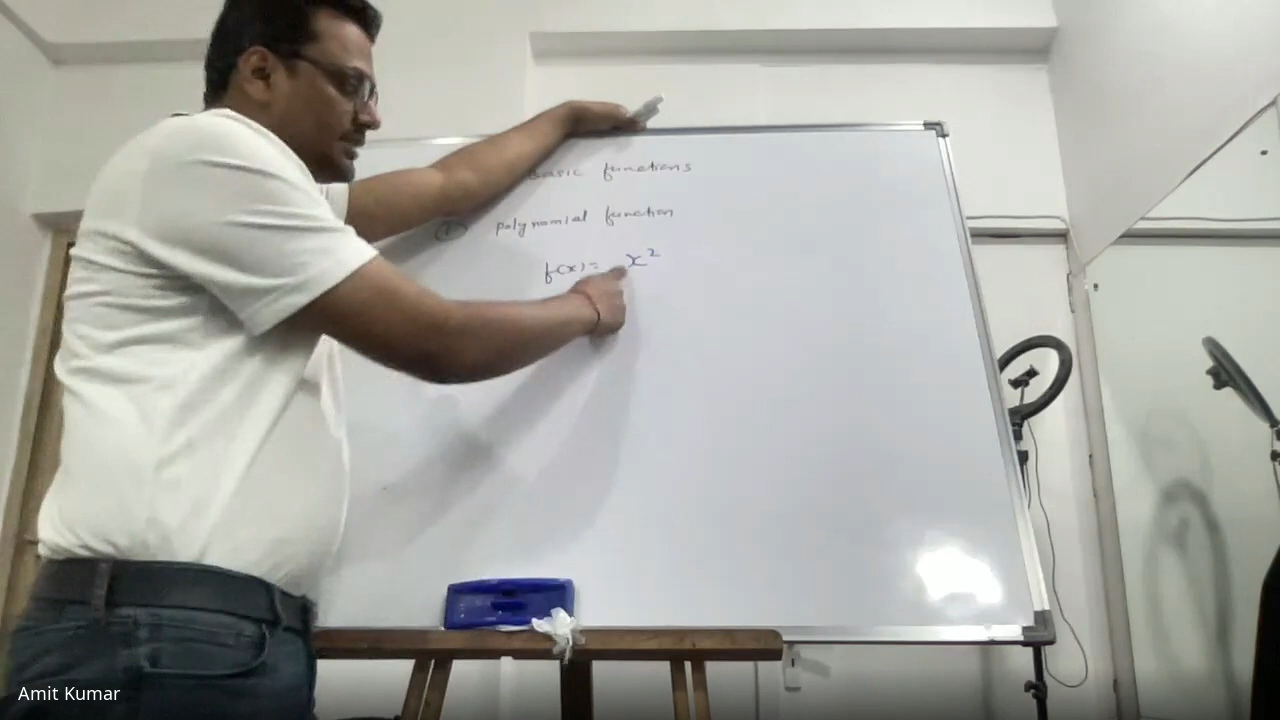 Basic functions
① Polynomial function
f(x) = x²
Amit Kumar